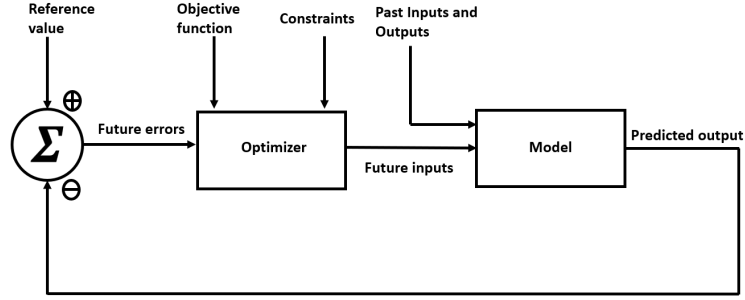 Reference
value
Objective
function
Constraints
Past Inputs and
Outputs
⊕
Σ
Future errors
Optimizer
Future inputs
Model
Predicted output
⊖